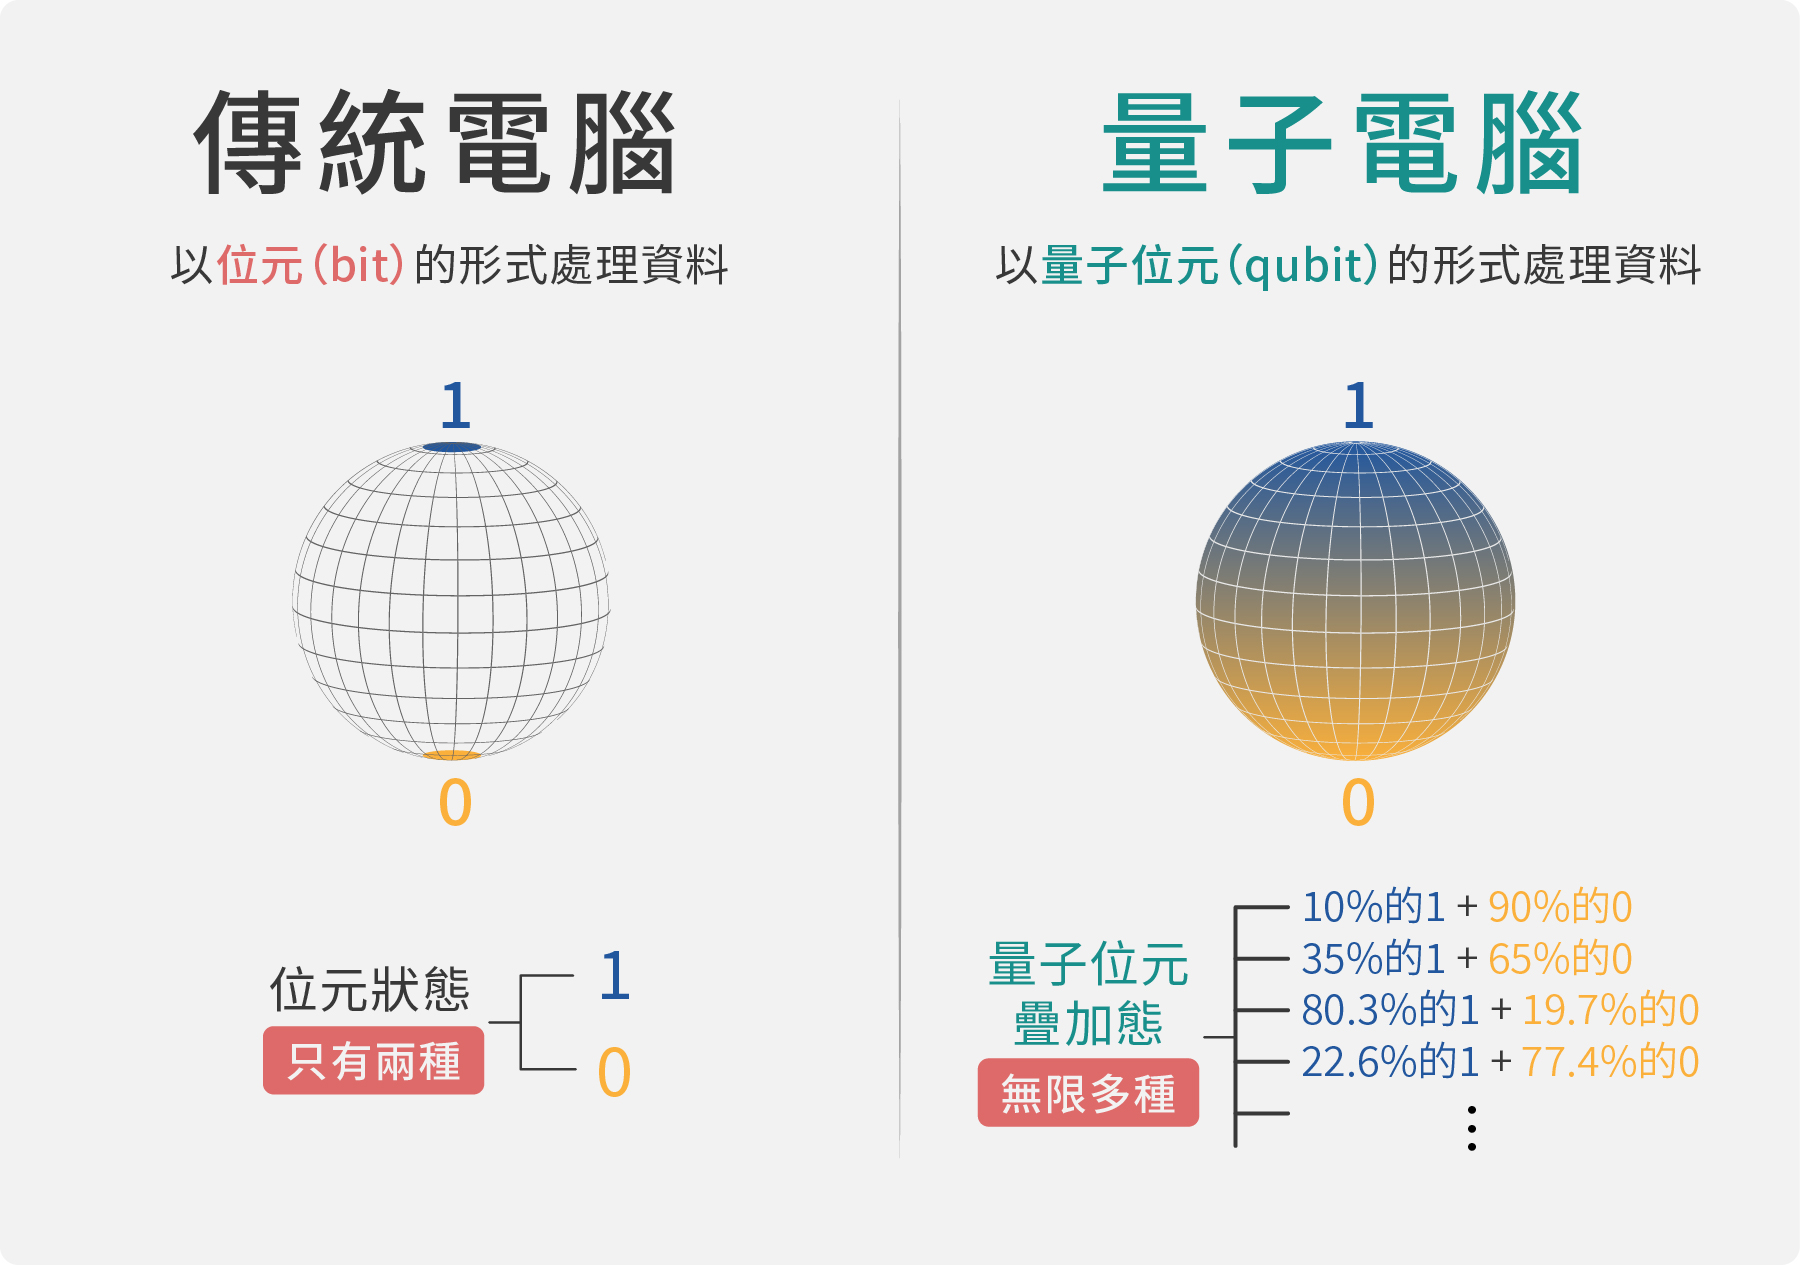 傳統電腦
以位元(bit)的形式處理資料
1
0
位元狀態
只有兩種
1
0
量子電腦
以量子位元(qubit)的形式處理資料
1
0
量子位元
疊加態
無限多種
10%的1 + 90%的0
35%的1 + 65%的0
80.3%的1 + 19.7%的0
22.6%的1 + 77.4%的0